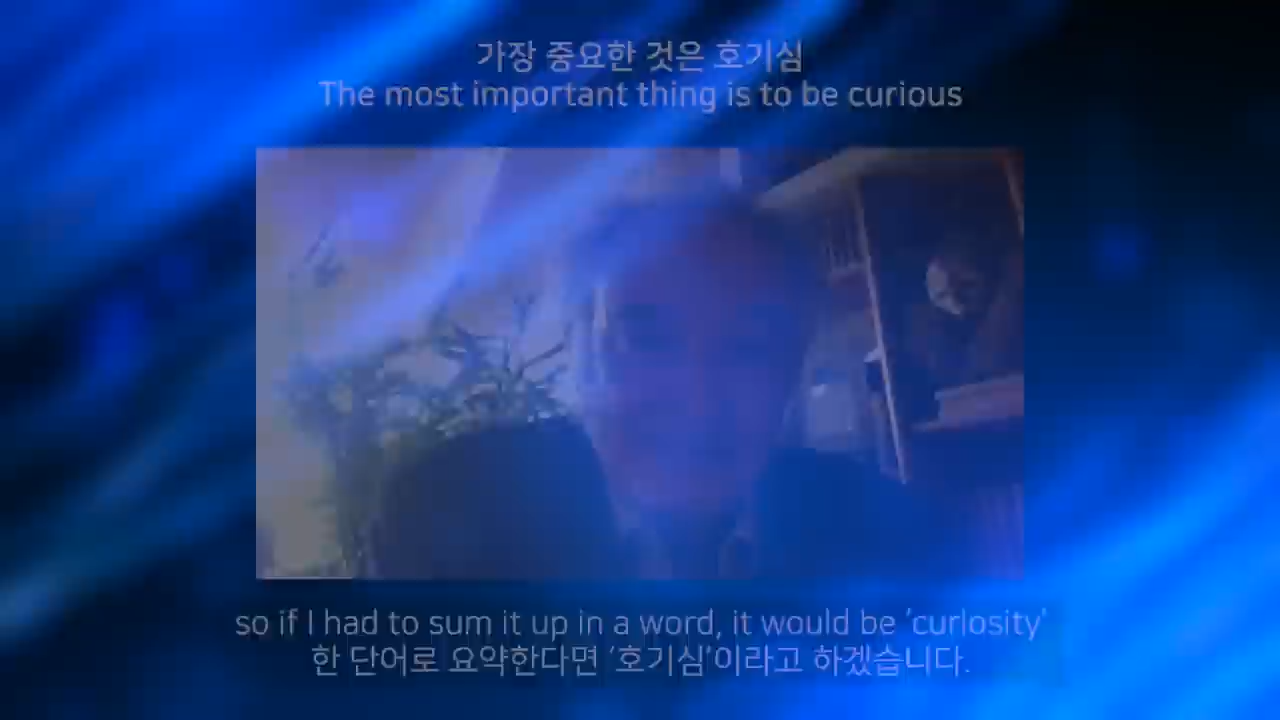 가장 중요한 것은 호기심
The most important thing is to be curious
so if I had to sum it up in a word, it would be 'curiosity'
한 단어로 요약한다면 '호기심'이라고 하겠습니다.